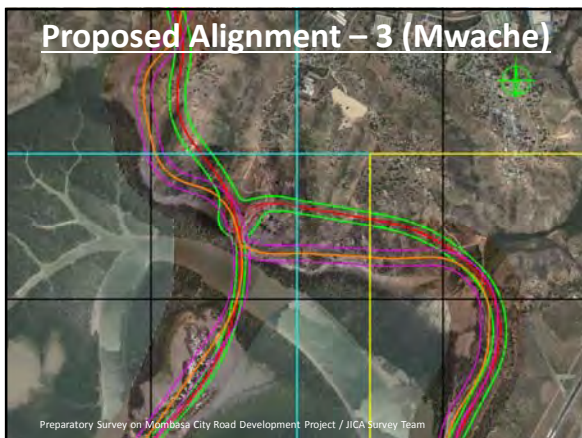 Proposed Alignment – 3 (Mwache)
Preparatory Survey on Mombasa City Road Development Project / JICA Survey Team